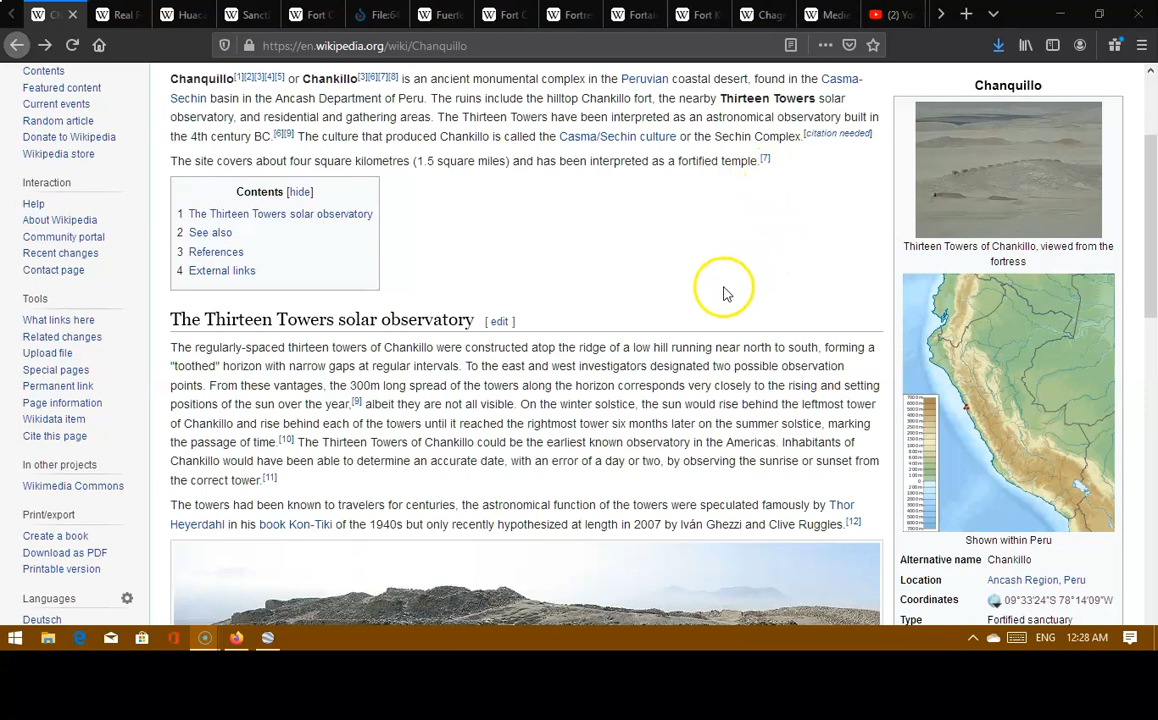 Ch
Real F
Huaca
Sancti
Fort C
File:64
Fuerte
Fort C
Fortre
Fortale
Fort K
Chag
Medie
(2) Yo
https://en.wikipedia.org/wiki/Chanquillo
Contents
Featured content
Current events
Random article
Donate to Wikipedia
Wikipedia store
Interaction
Help
About Wikipedia
Community portal
Recent changes
Contact page
Tools
What links here
Related changes
Upload file
Special pages
Permanent link
Page information
Wikidata item
Cite this page
In other projects
Wikimedia Commons
Print/export
Create a book
Download as PDF
Printable version
Languages
Deutsch
Chanquillo[1][2][3][4][5] or Chankillo[3][6][7][8] is an ancient monumental complex in the Peruvian coastal desert, found in the Casma-
Sechin basin in the Ancash Department of Peru. The ruins include the hilltop Chankillo fort, the nearby Thirteen Towers solar
observatory, and residential and gathering areas. The Thirteen Towers have been interpreted as an astronomical observatory built in
the 4th century BC.[6][9] The culture that produced Chankillo is called the Casma/Sechin culture or the Sechin Complex.[citation needed]
The site covers about four square kilometres (1.5 square miles) and has been interpreted as a fortified temple.[7]
Contents [hide]
1 The Thirteen Towers solar observatory
2 See also
3 References
4 External links
The Thirteen Towers solar observatory [ edit ]
The regularly-spaced thirteen towers of Chankillo were constructed atop the ridge of a low hill running near north to south, forming a
"toothed" horizon with narrow gaps at regular intervals. To the east and west investigators designated two possible observation
points. From these vantages, the 300m long spread of the towers along the horizon corresponds very closely to the rising and setting
positions of the sun over the year,[9] albeit they are not all visible. On the winter solstice, the sun would rise behind the leftmost tower
of Chankillo and rise behind each of the towers until it reached the rightmost tower six months later on the summer solstice, marking
the passage of time.[10] The Thirteen Towers of Chankillo could be the earliest known observatory in the Americas. Inhabitants of
Chankillo would have been able to determine an accurate date, with an error of a day or two, by observing the sunrise or sunset from
the correct tower.[11]
The towers had been known to travelers for centuries, the astronomical function of the towers were speculated famously by Thor
Heyerdahl in his book Kon-Tiki of the 1940s but only recently hypothesized at length in 2007 by Iván Ghezzi and Clive Ruggles.[12]
Chanquillo
Thirteen Towers of Chankillo, viewed from the
fortress
Shown within Peru
Alternative name Chankillo
Location Ancash Region, Peru
Coordinates 09°33′24″S 78°14′09″W
Type Fortified sanctuary
ENG 12:28 AM